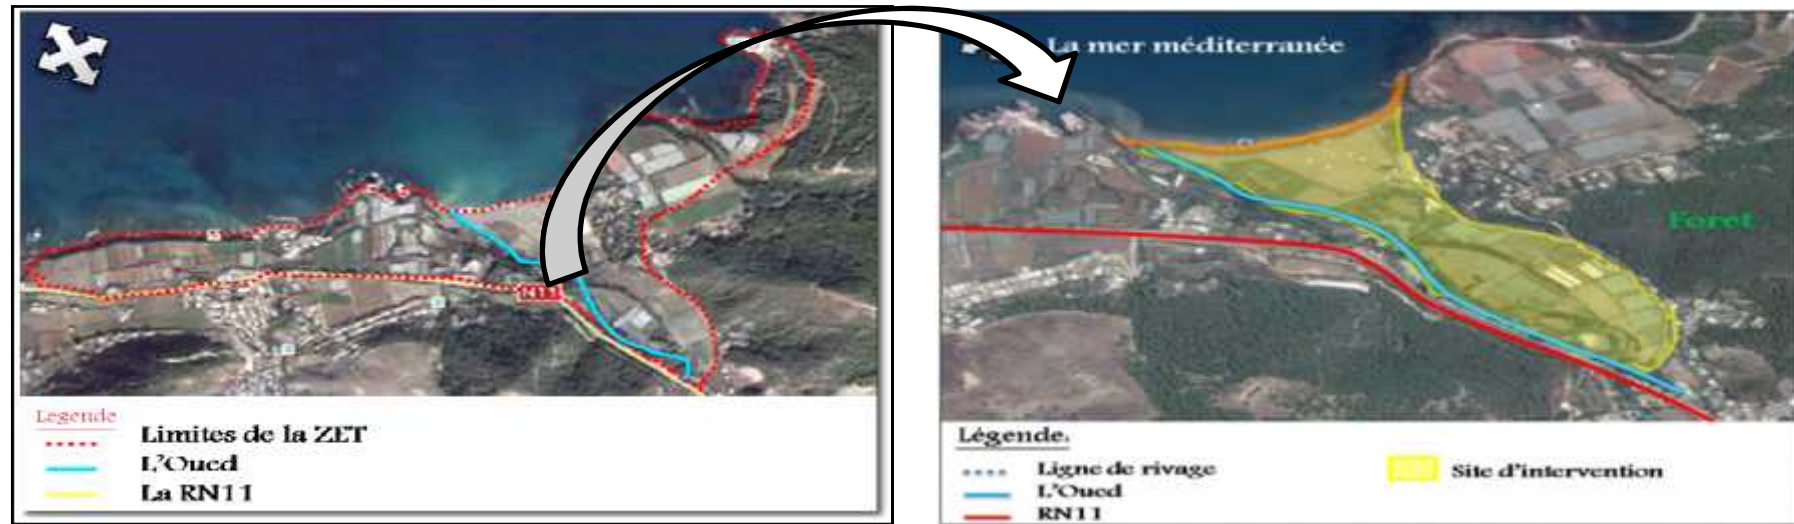 N11
Legende
Limites de la ZET
L'Oued
La RN11
La mer méditerranée
Foret
Légende.
Ligne de rivage
L'Oued
RN11
Site d'intervention